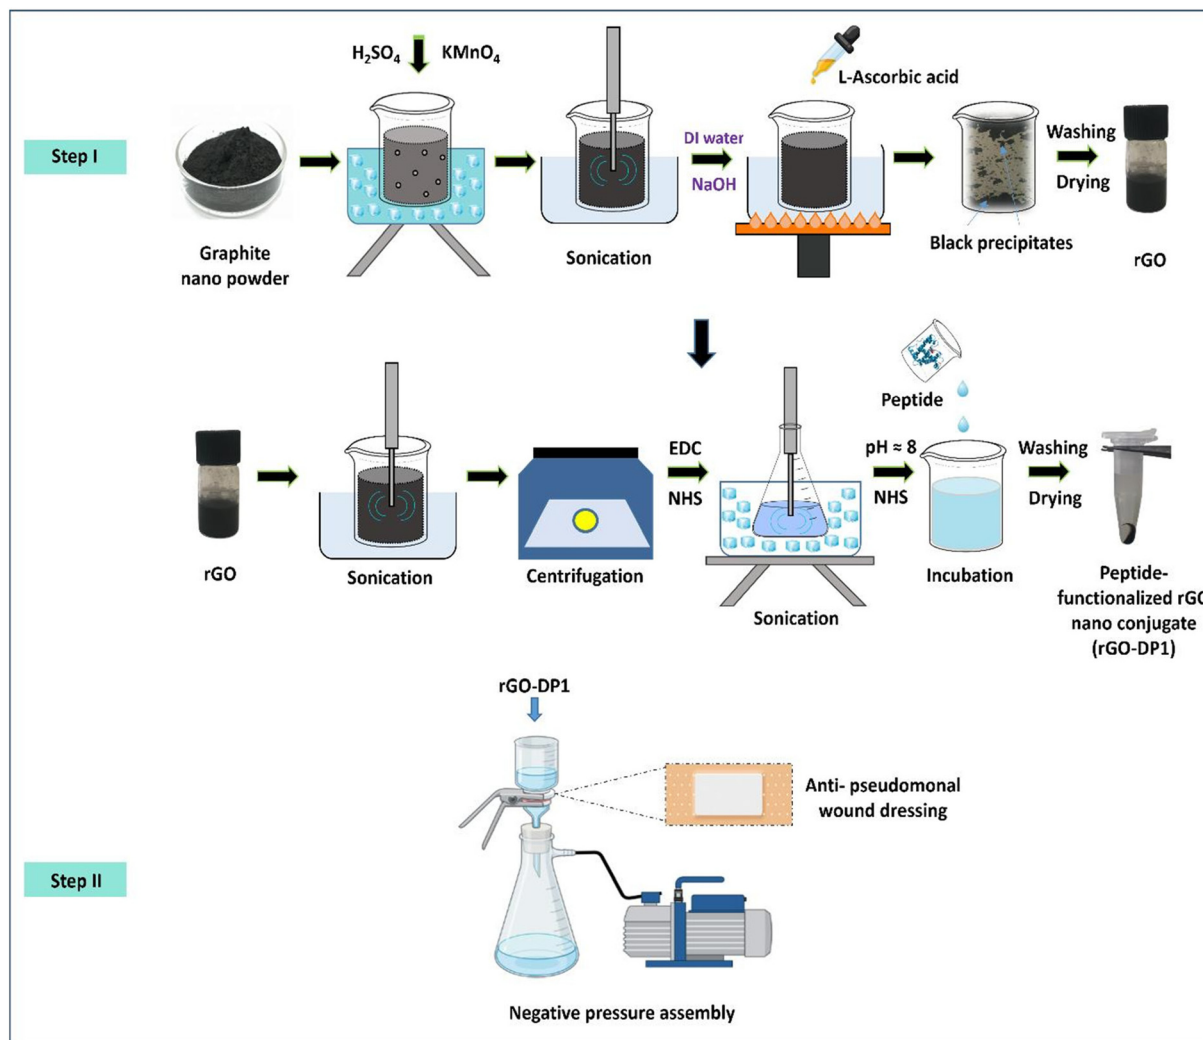 H₂SO₄ KMnO₄
L-Ascorbic acid
Step I
DI water
NaOH
Washing
Drying
Graphite
nano powder
Sonication
Black precipitates
rGO
Peptide
EDC
NHS
pH ≈ 8
NHS
Washing
Drying
rGO
Sonication
Centrifugation
Sonication
Incubation
Peptide-
functionalized rGO
nano conjugate
(rGO-DP1)
rGO-DP1
Anti- pseudomonal
wound dressing
Step II
Negative pressure assembly